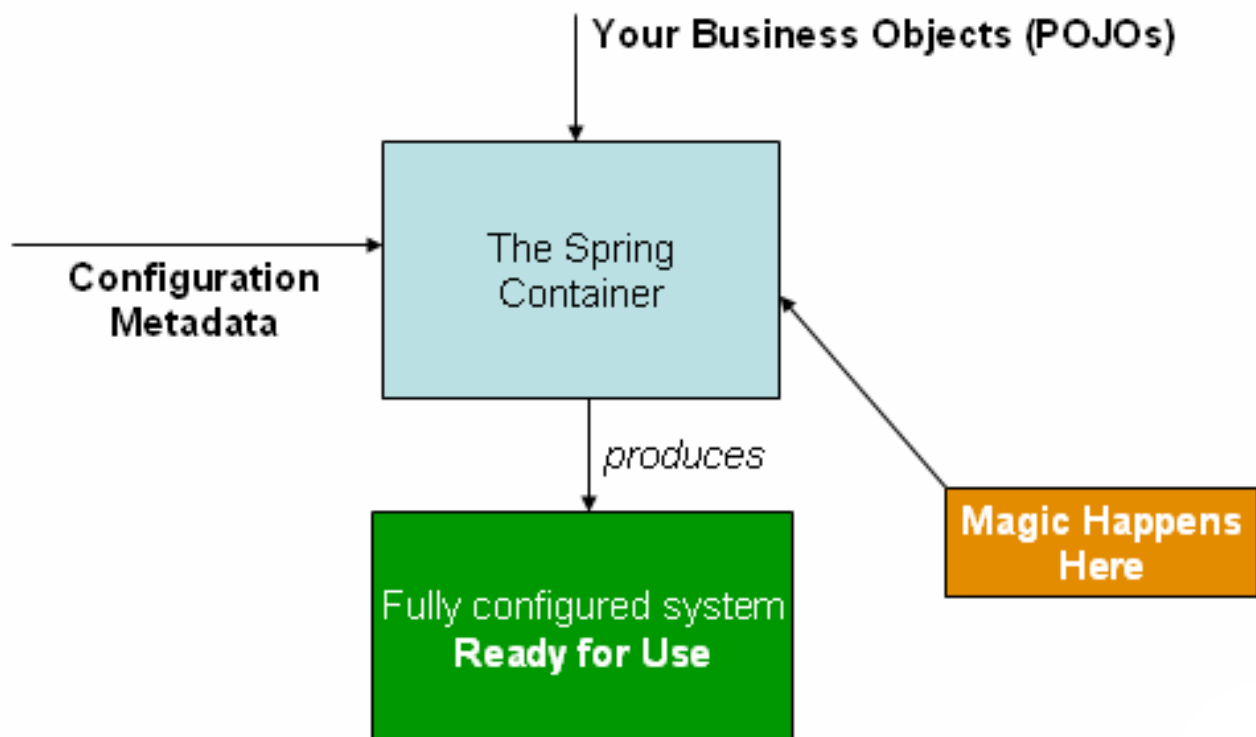 Your Business Objects (POJOs)
The Spring
Container
Configuration
Metadata
produces
Magic Happens
Here
Fully configured system
Ready for Use